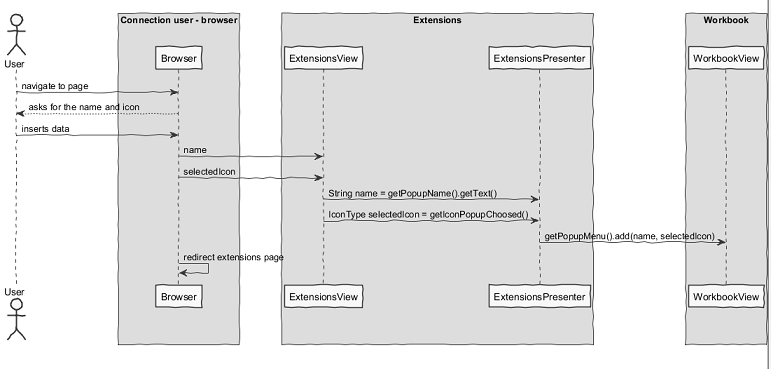 Connection user - browser
Extensions
Workbook
User
Browser
ExtensionsView
ExtensionsPresenter
WorkbookView
navigate to page
asks for the name and icon
inserts data
name
selectedIcon
String name = getPopupName().getText()
IconType selectedIcon = getIconPopupChoosed()
getPopupMenu().add(name, selectedIcon)
redirect extensions page
User
Browser
ExtensionsView
ExtensionsPresenter
WorkbookView